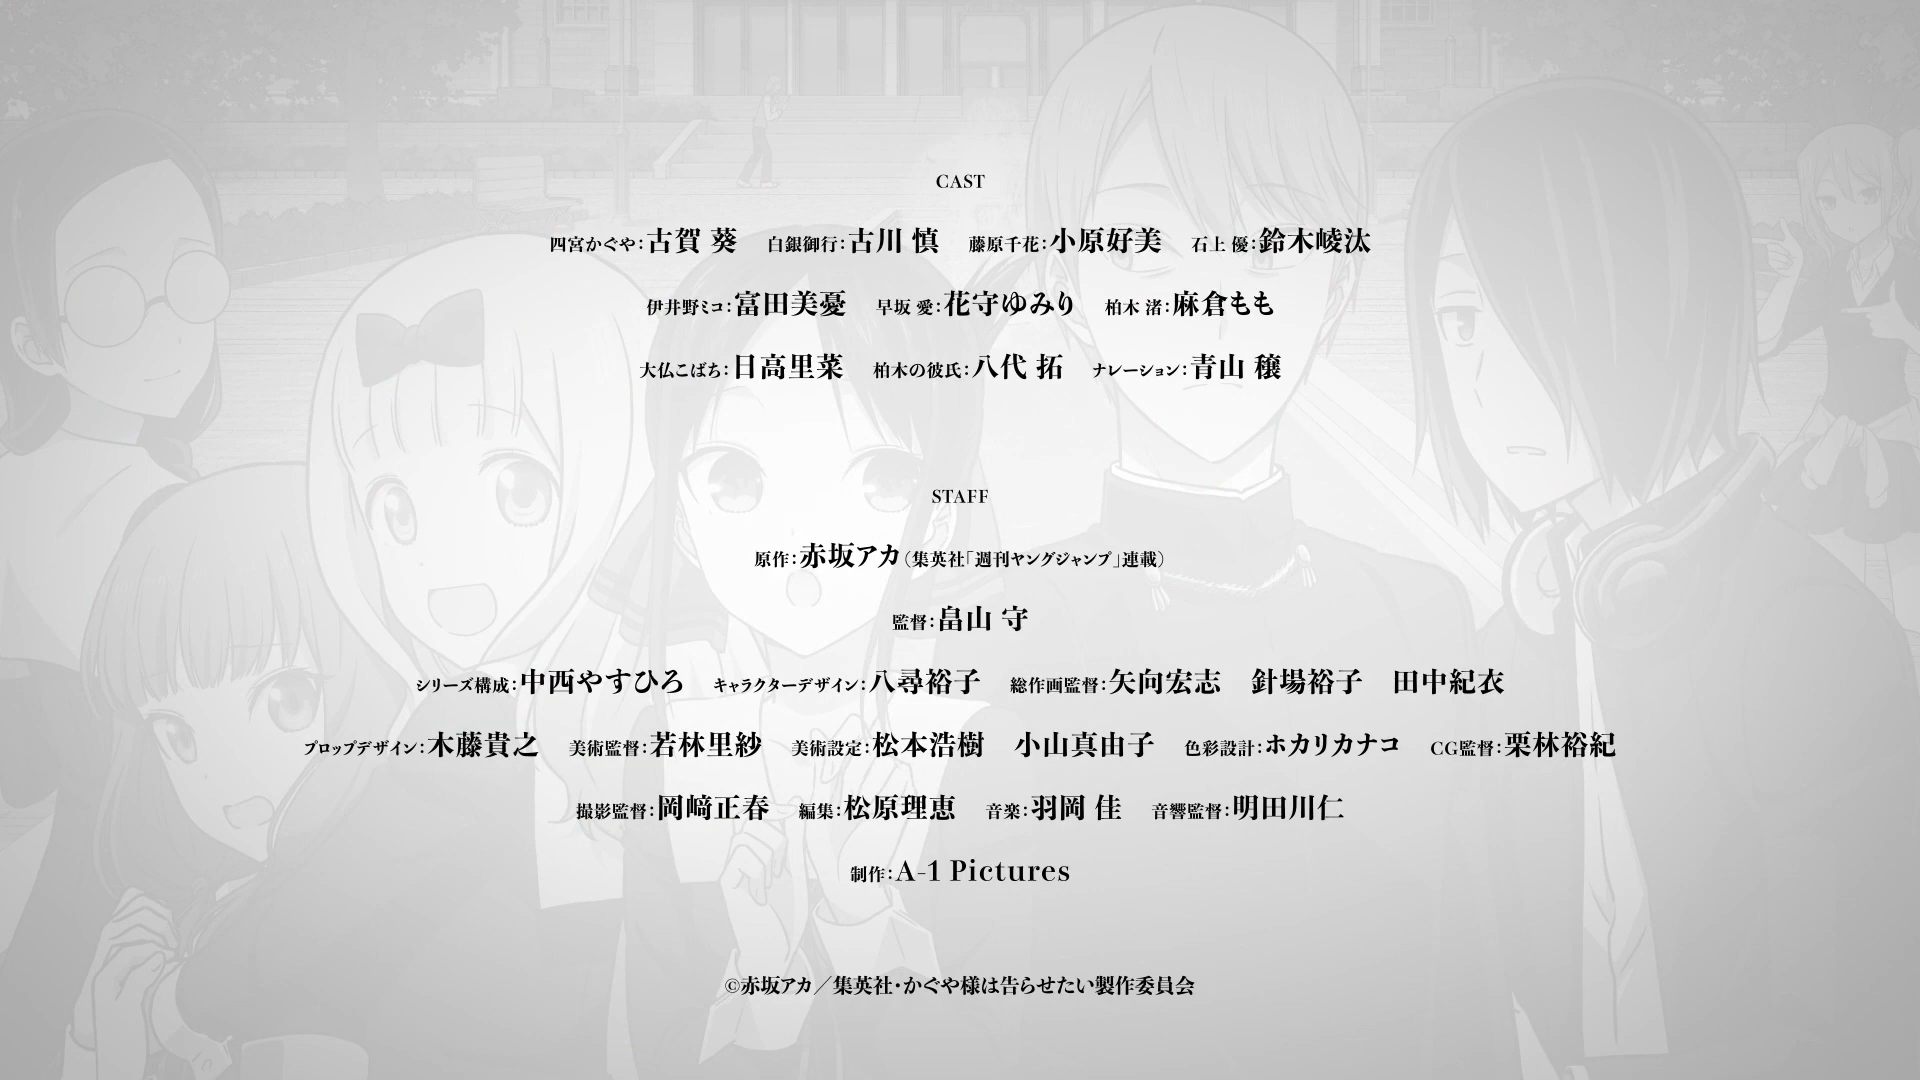 CAST
四宮かぐや：古賀 葵　白銀御行：古川 慎　藤原千花：小原好美　石上 優：鈴木崚汰
伊井野ミコ：富田美憂　早坂 愛：花守ゆみり　柏木 渚：麻倉もも
大仏こばち：日高里菜　柏木の彼氏：八代 拓　ナレーション：青山 穣
STAFF
原作：赤坂アカ（集英社「週刊ヤングジャンプ」連載）
監督：畠山 守
シリーズ構成：中西やすひろ　キャラクターデザイン：八尋裕子　総作画監督：矢向宏志　針場裕子　田中紀衣
プロップデザイン：木藤貴之　美術監督：若林里紗　美術設定：松本浩樹　小山真由子　色彩設計：ホカリカナコ　CG監督：栗林裕紀
撮影監督：岡﨑正春　編集：松原理恵　音楽：羽岡 佳　音響監督：明田川仁
制作：A-1 Pictures
©赤坂アカ／集英社・かぐや様は告らせたい製作委員会